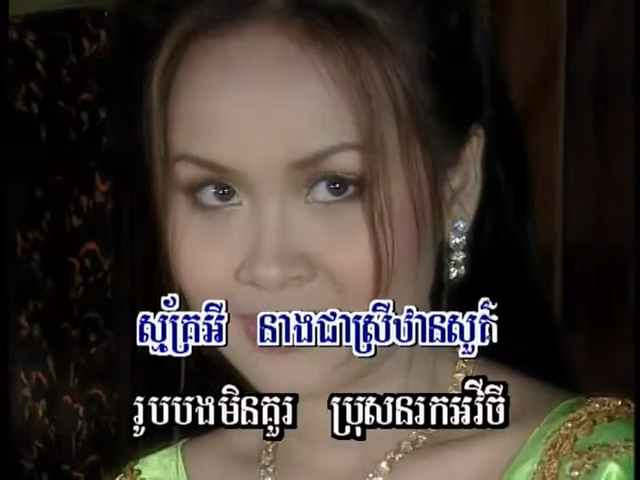 ស្ម័គ្រអី នាងជាស្រីឋានសួគ៌
រូបបងមិនគួរ ប្រុសនរកអវីចី